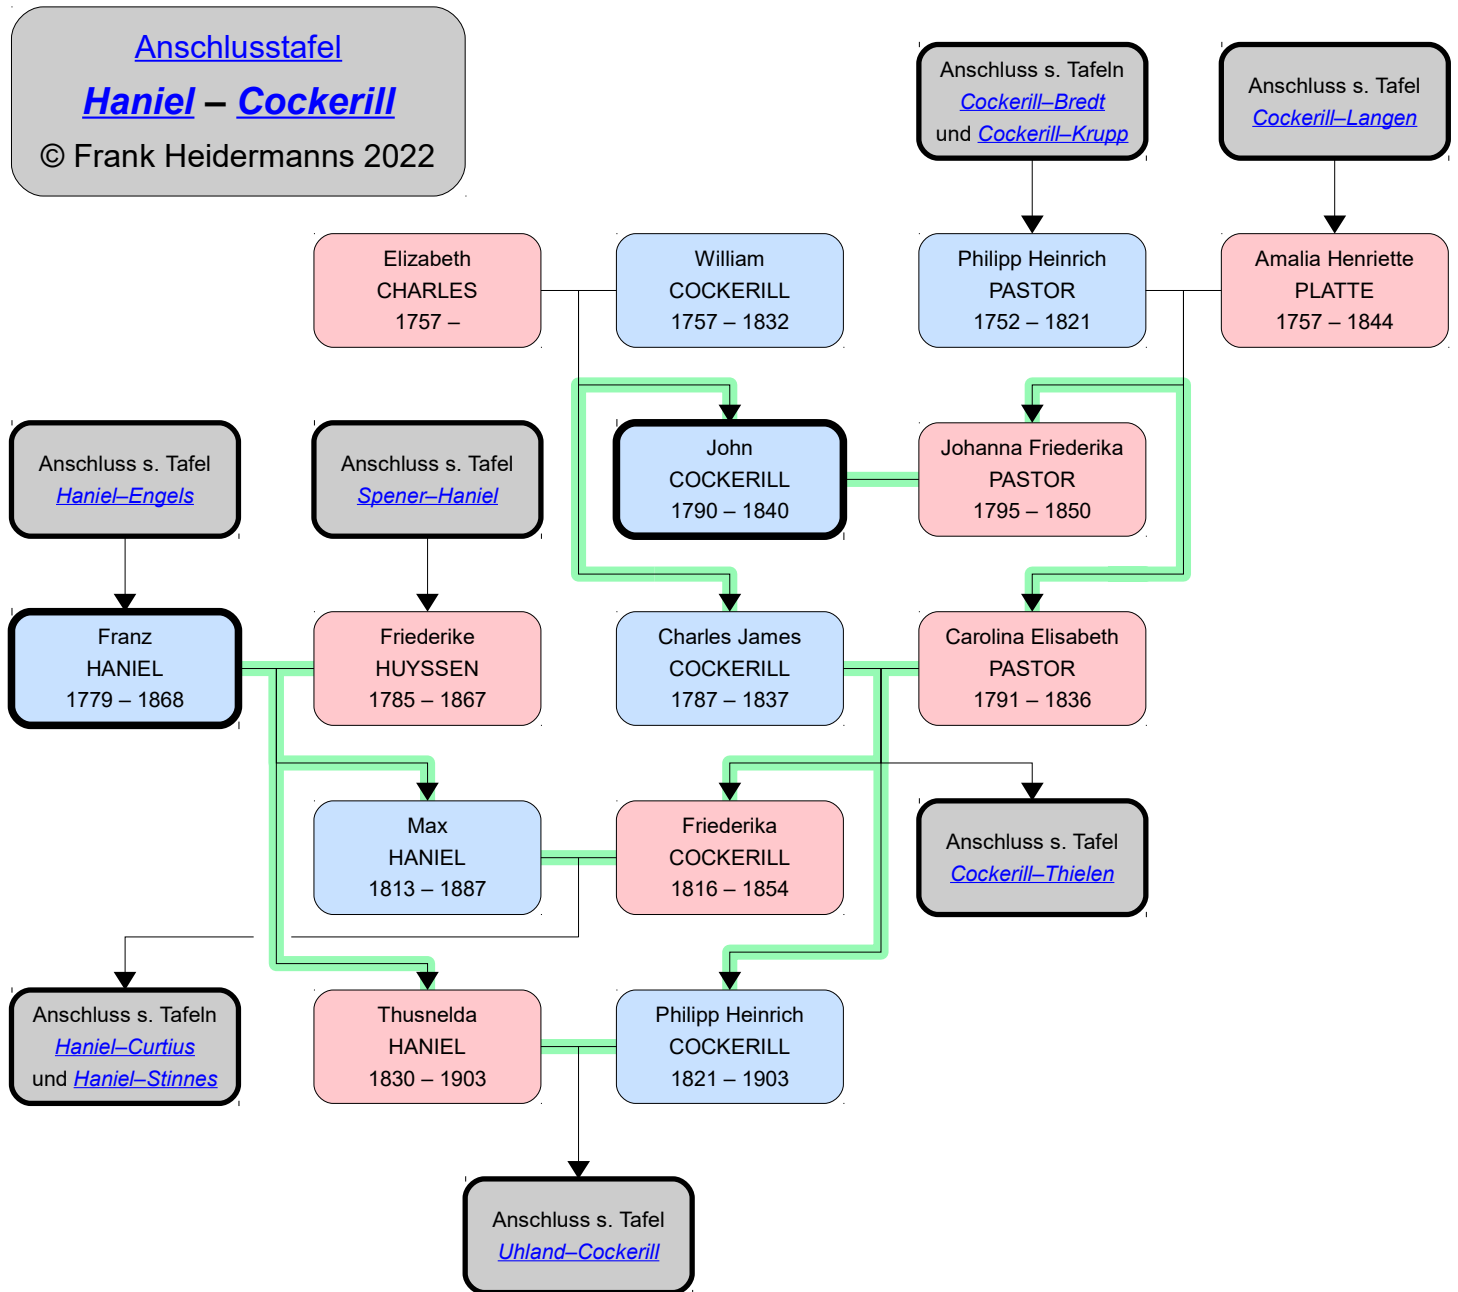 Anschlusstafel
Haniel – Cockerill
© Frank Heidermanns 2022
Anschluss s. Tafeln
Cockerill–Bredt
und Cockerill–Krupp
Anschluss s. Tafel
Cockerill–Langen
Elizabeth
CHARLES
1757 –
William
COCKERILL
1757 – 1832
Philipp Heinrich
PASTOR
1752 – 1821
Amalia Henriette
PLATTE
1757 – 1844
Anschluss s. Tafel
Haniel–Engels
Anschluss s. Tafel
Spener–Haniel
John
COCKERILL
1790 – 1840
Johanna Friederika
PASTOR
1795 – 1850
Franz
HANIEL
1779 – 1868
Friederike
HUYSSEN
1785 – 1867
Charles James
COCKERILL
1787 – 1837
Carolina Elisabeth
PASTOR
1791 – 1836
Max
HANIEL
1813 – 1887
Friederika
COCKERILL
1816 – 1854
Anschluss s. Tafel
Cockerill–Thielen
Anschluss s. Tafeln
Haniel–Curtius
und Haniel–Stinnes
Thusnelda
HANIEL
1830 – 1903
Philipp Heinrich
COCKERILL
1821 – 1903
Anschluss s. Tafel
Uhland–Cockerill